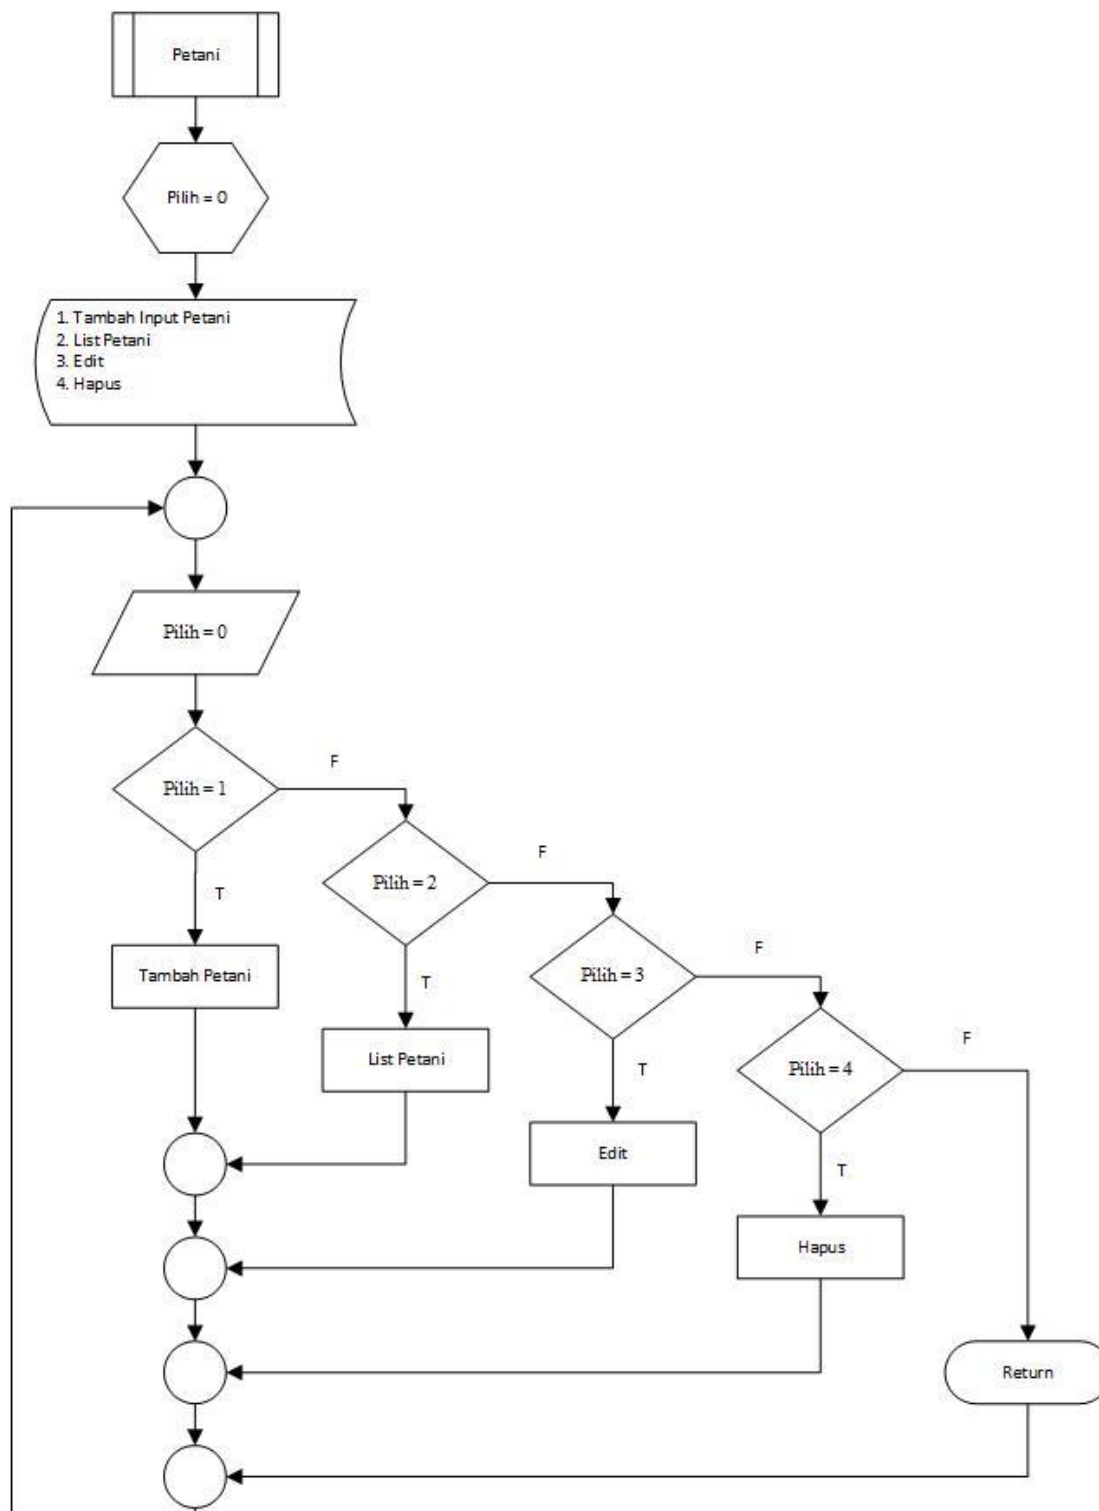 Petani
Pilih = 0
1. Tambah Input Petani
2. List Petani
3. Edit
4. Hapus
Pilih = 0
Pilih = 1
F
T
Tambah Petani
Pilih = 2
F
T
List Petani
Pilih = 3
F
T
Edit
Pilih = 4
F
T
Hapus
Return